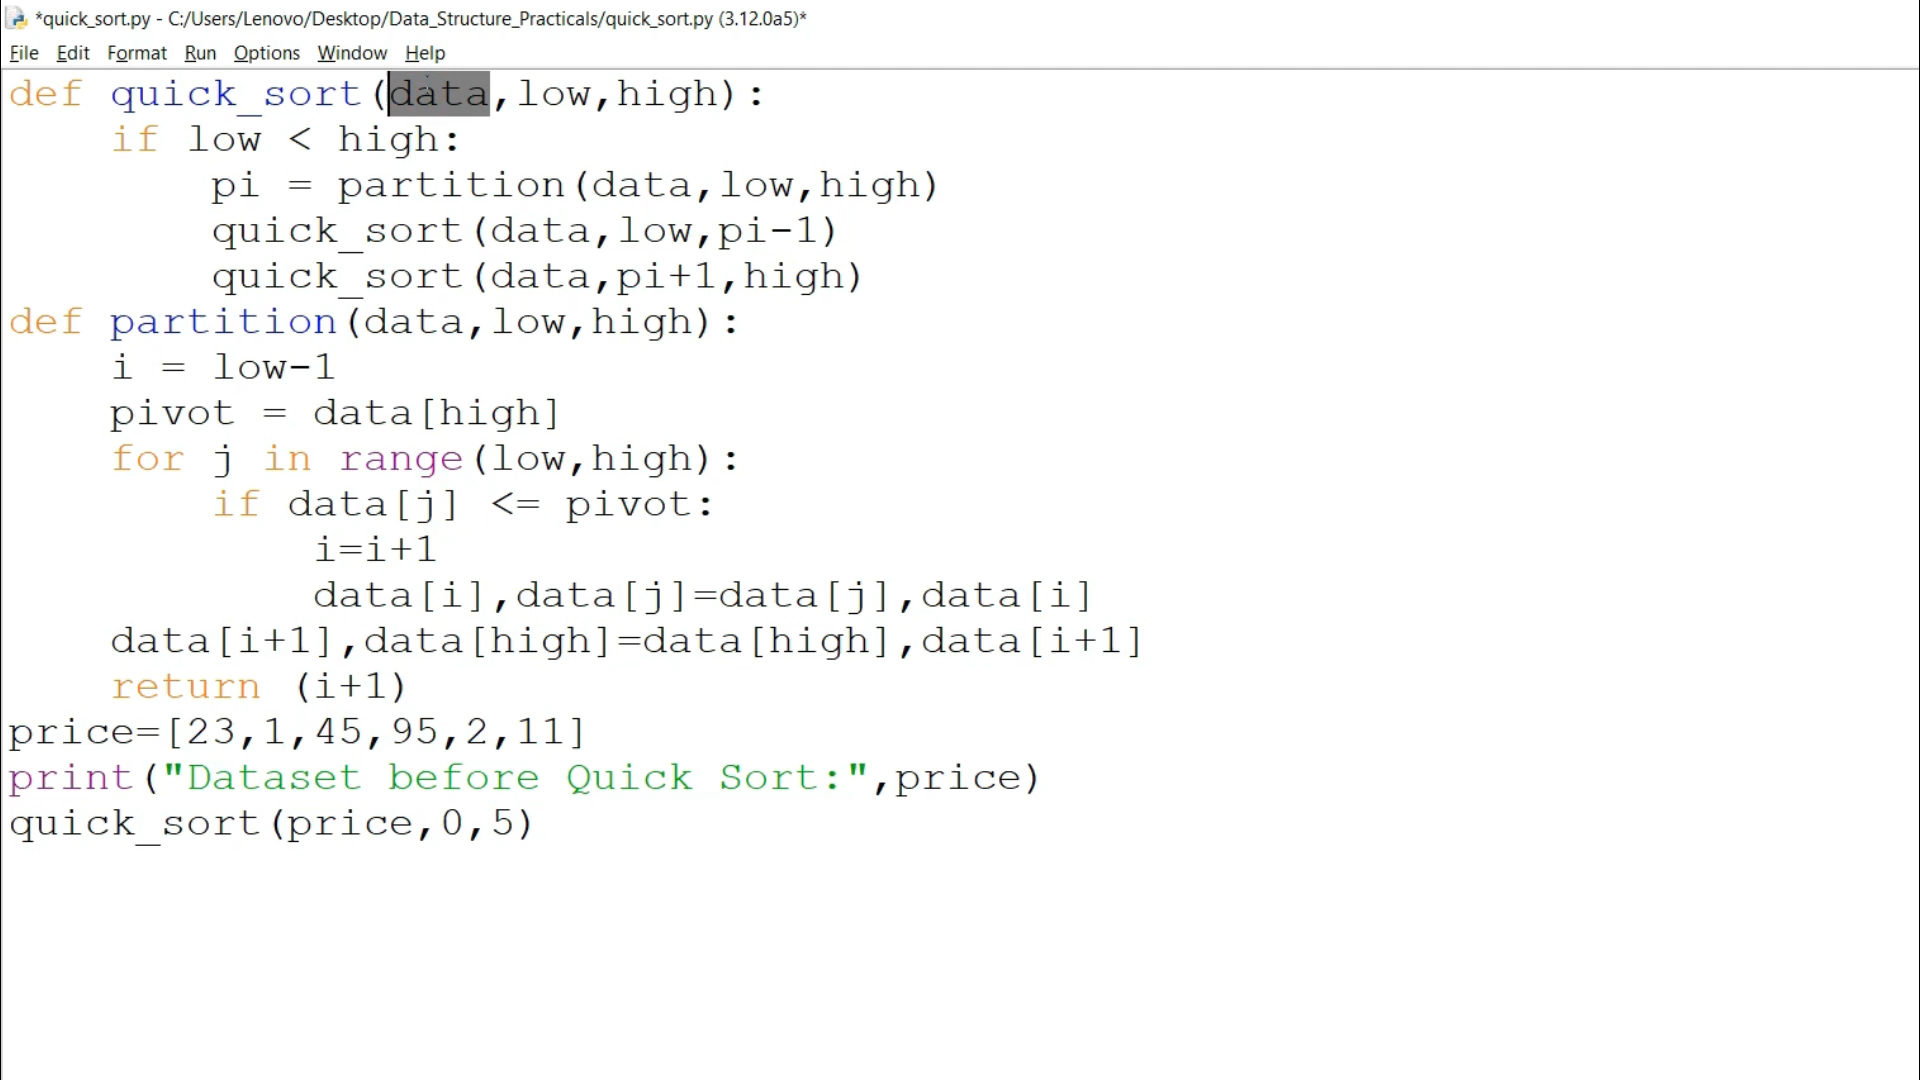 *quick_sort.py - C:/Users/Lenovo/Desktop/Data_Structure_Practicals/quick_sort.py (3.12.0a5)*
File Edit Format Run Options Window Help
def quick_sort(data,low,high):
    if low < high:
        pi = partition(data,low,high)
        quick_sort(data,low,pi-1)
        quick_sort(data,pi+1,high)
def partition(data,low,high):
    i = low-1
    pivot = data[high]
    for j in range(low,high):
        if data[j] <= pivot:
            i=i+1
            data[i],data[j]=data[j],data[i]
    data[i+1],data[high]=data[high],data[i+1]
    return (i+1)
price=[23,1,45,95,2,11]
print("Dataset before Quick Sort:",price)
quick_sort(price,0,5)